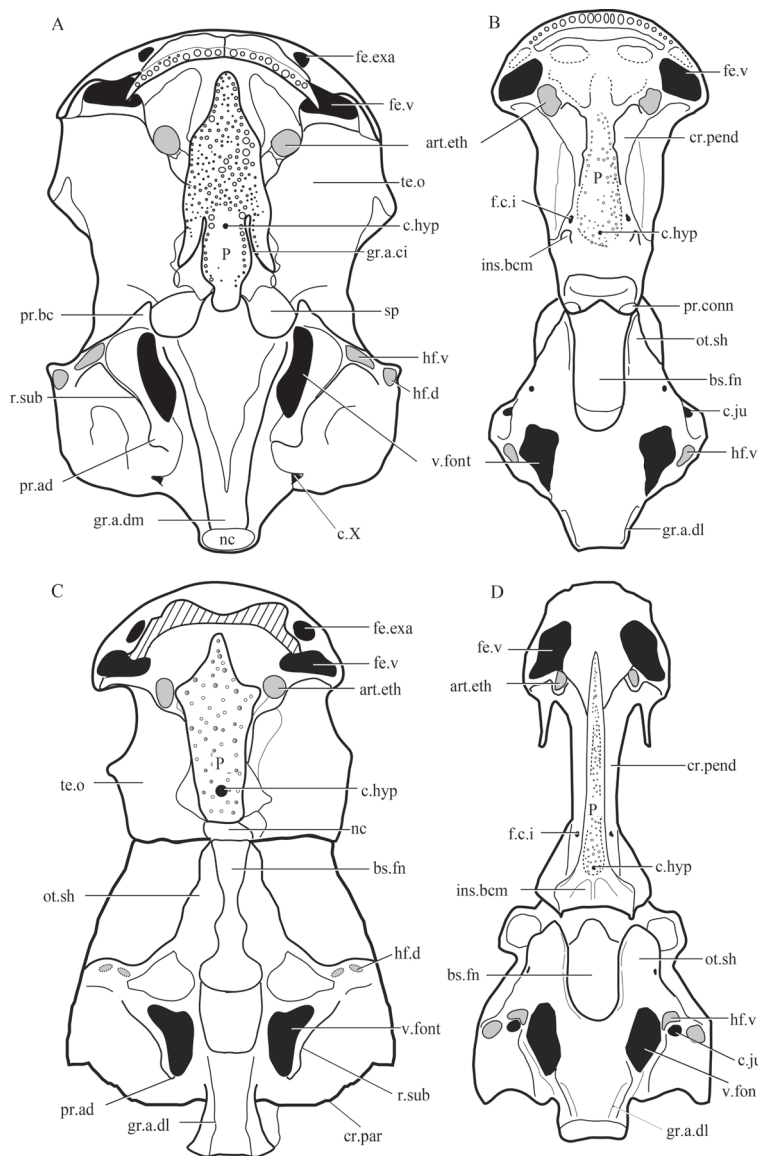 A
fe.exa
fe.v
art.eth
te.o
c.hyp
P
gr.a.ci
pr.bc
sp
hf.v
hf.d
r.sub
v.font
pr.ad
gr.a.dm
nc
c.X
B
fe.v
cr.pend
P
f.c.i
c.hyp
ins.bcm
pr.conn
ot.sh
bs.fn
c.ju
hf.v
gr.a.dl
C
fe.exa
fe.v
art.eth
P
te.o
c.hyp
nc
bs.fn
ot.sh
hf.d
v.font
pr.ad
r.sub
gr.a.dl
cr.par
D
fe.v
art.eth
cr.pend
P
f.c.i
c.hyp
ins.bcm
ot.sh
bs.fn
hf.v
c.ju
v.fon
gr.a.dl